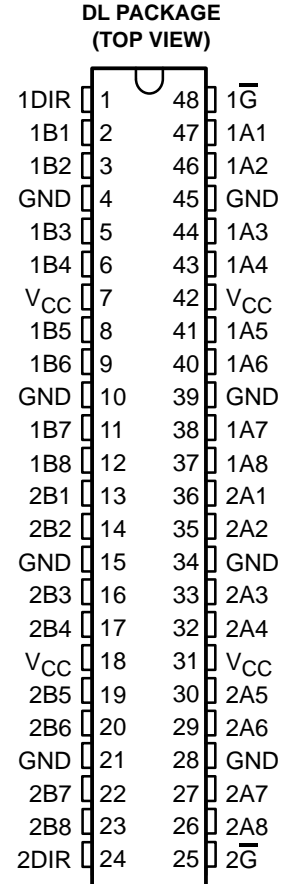 DL PACKAGE
(TOP VIEW)
1DIR 1 48 1G̅
1B1 2 47 1A1
1B2 3 46 1A2
GND 4 45 GND
1B3 5 44 1A3
1B4 6 43 1A4
VCC 7 42 VCC
1B5 8 41 1A5
1B6 9 40 1A6
GND 10 39 GND
1B7 11 38 1A7
1B8 12 37 1A8
2B1 13 36 2A1
2B2 14 35 2A2
GND 15 34 GND
2B3 16 33 2A3
2B4 17 32 2A4
VCC 18 31 VCC
2B5 19 30 2A5
2B6 20 29 2A6
GND 21 28 GND
2B7 22 27 2A7
2B8 23 26 2A8
2DIR 24 25 2G̅